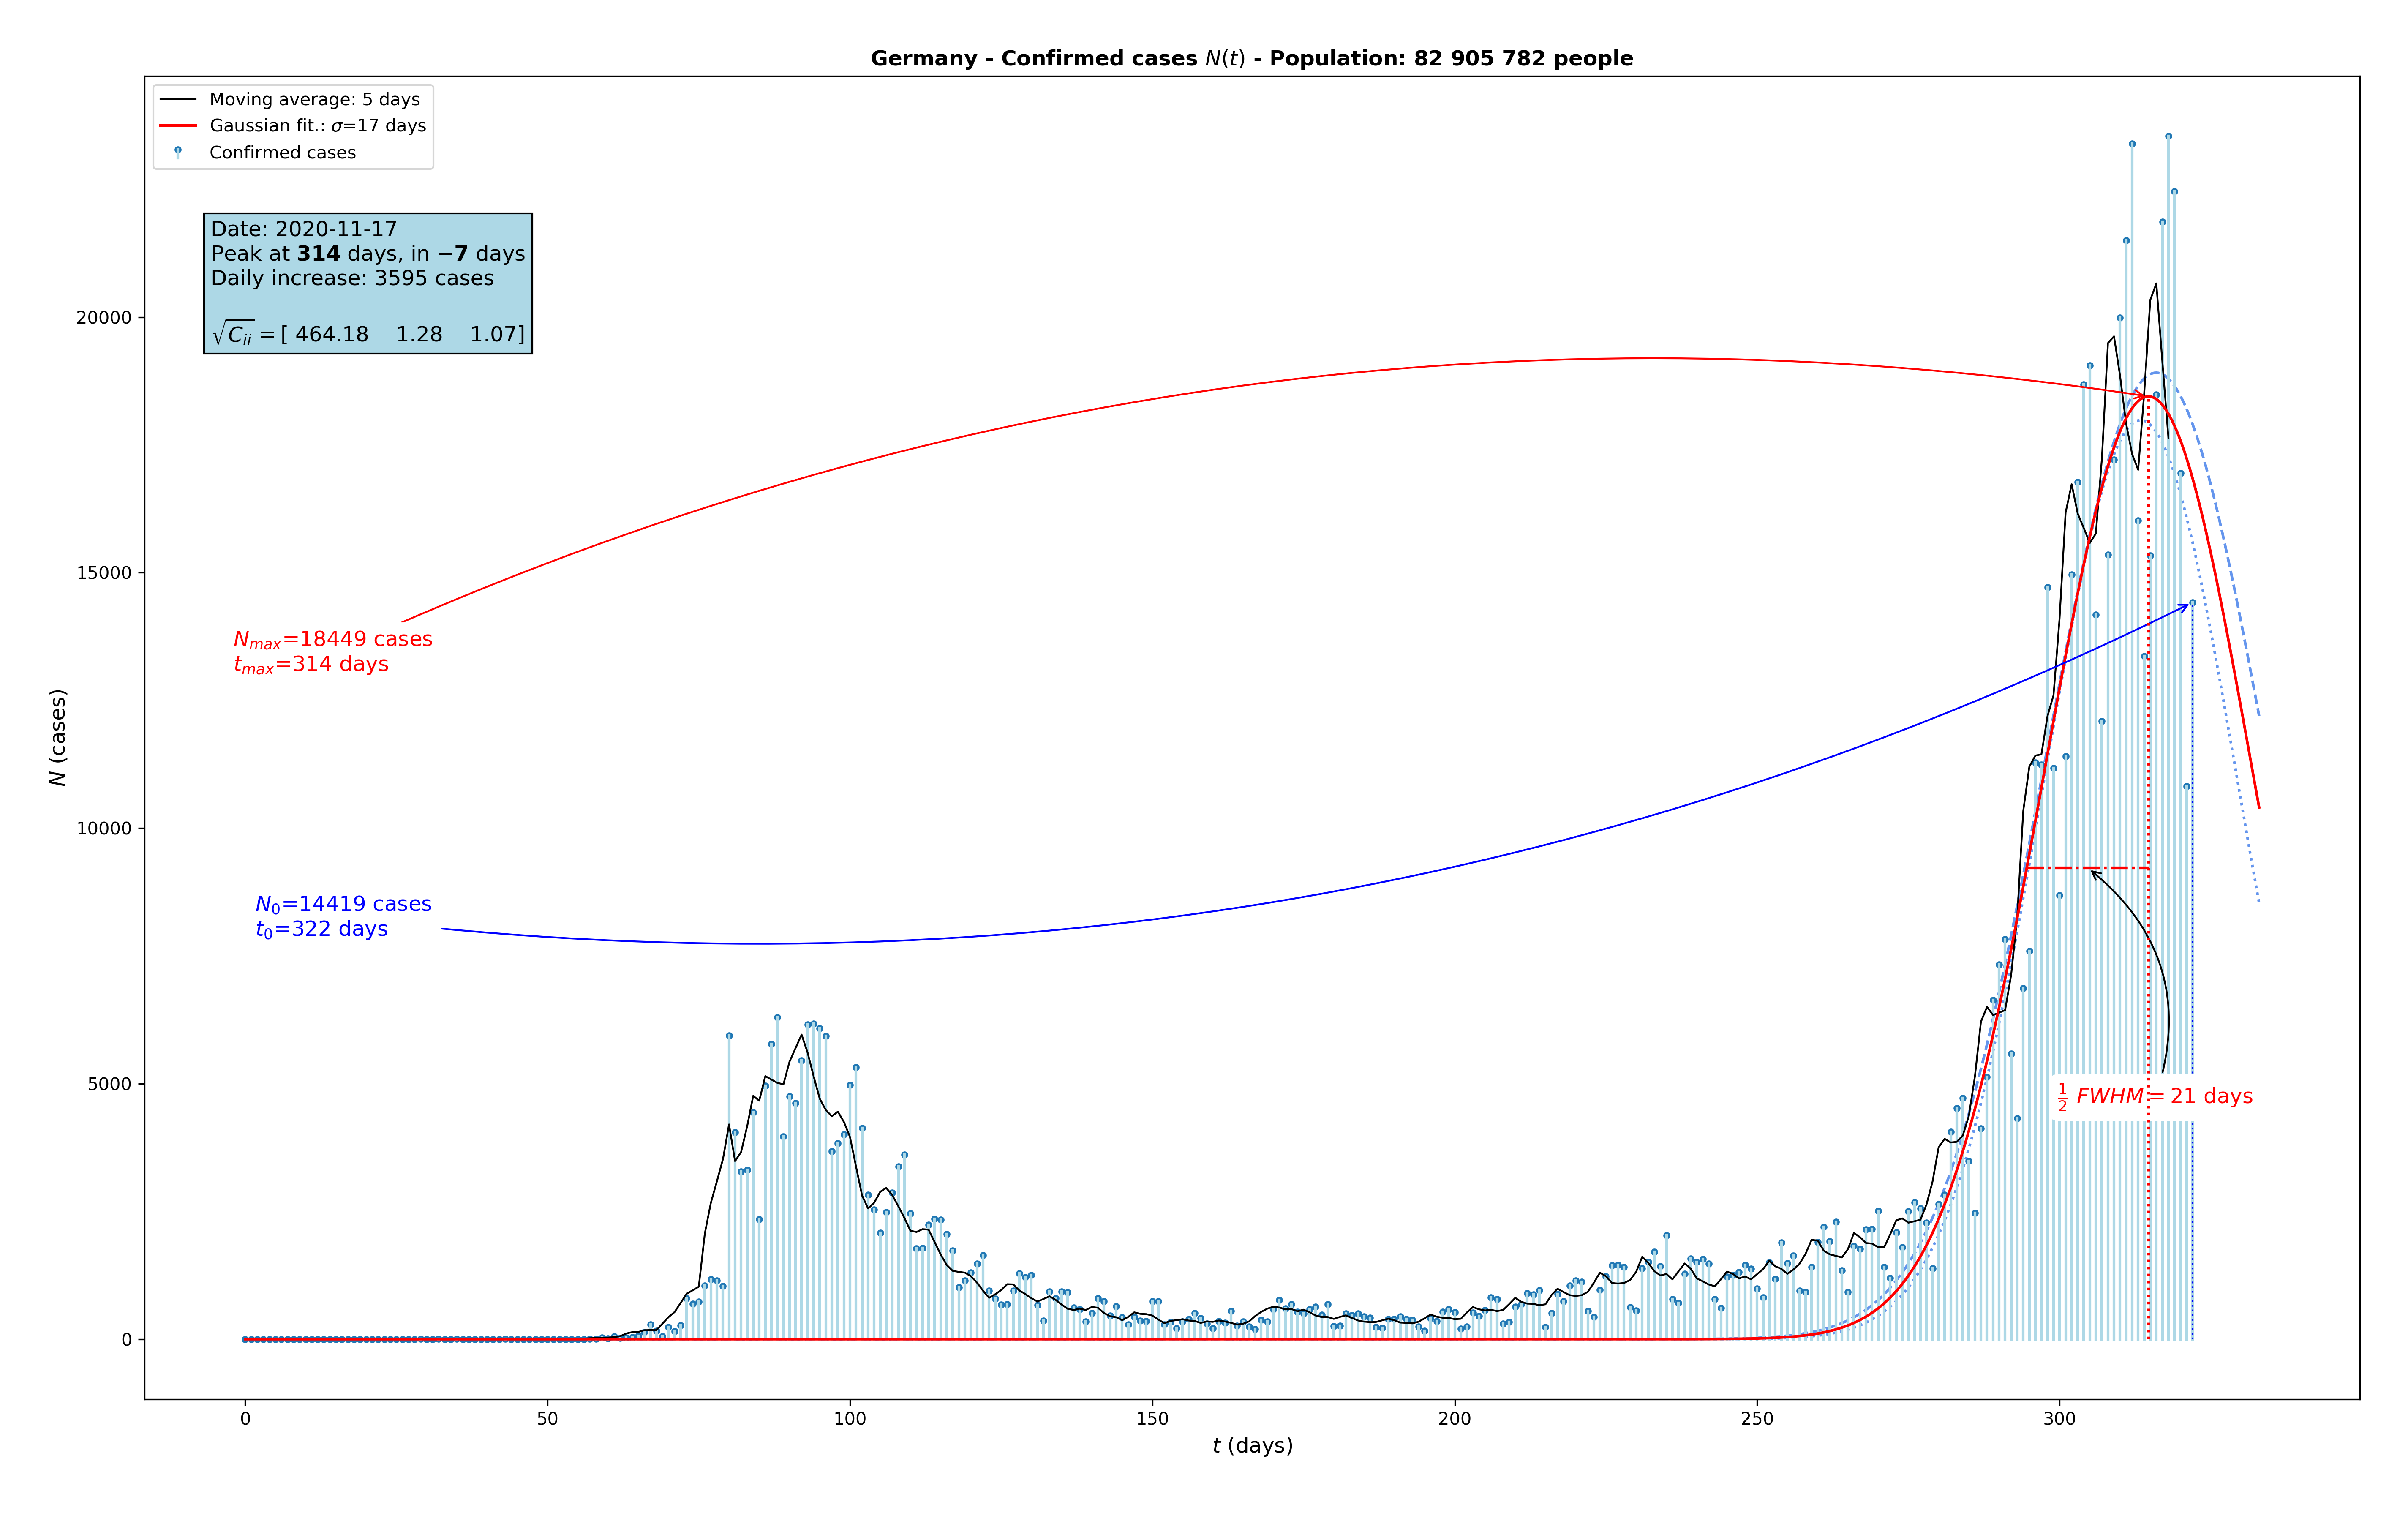 Germany - Confirmed cases N(t) - Population: 82 905 782 people
Moving average: 5 days
Gaussian fit.: σ=17 days
Confirmed cases
Date: 2020-11-17
Peak at 314 days, in −7 days
Daily increase: 3595 cases
√C_ii = [ 464.18 1.28 1.07]
N_max=18449 cases
t_max=314 days
N_0=14419 cases
t_0=322 days
½ FWHM = 21 days
N (cases)
20000
15000
10000
5000
0
0 50 100 150 200 250 300
t (days)